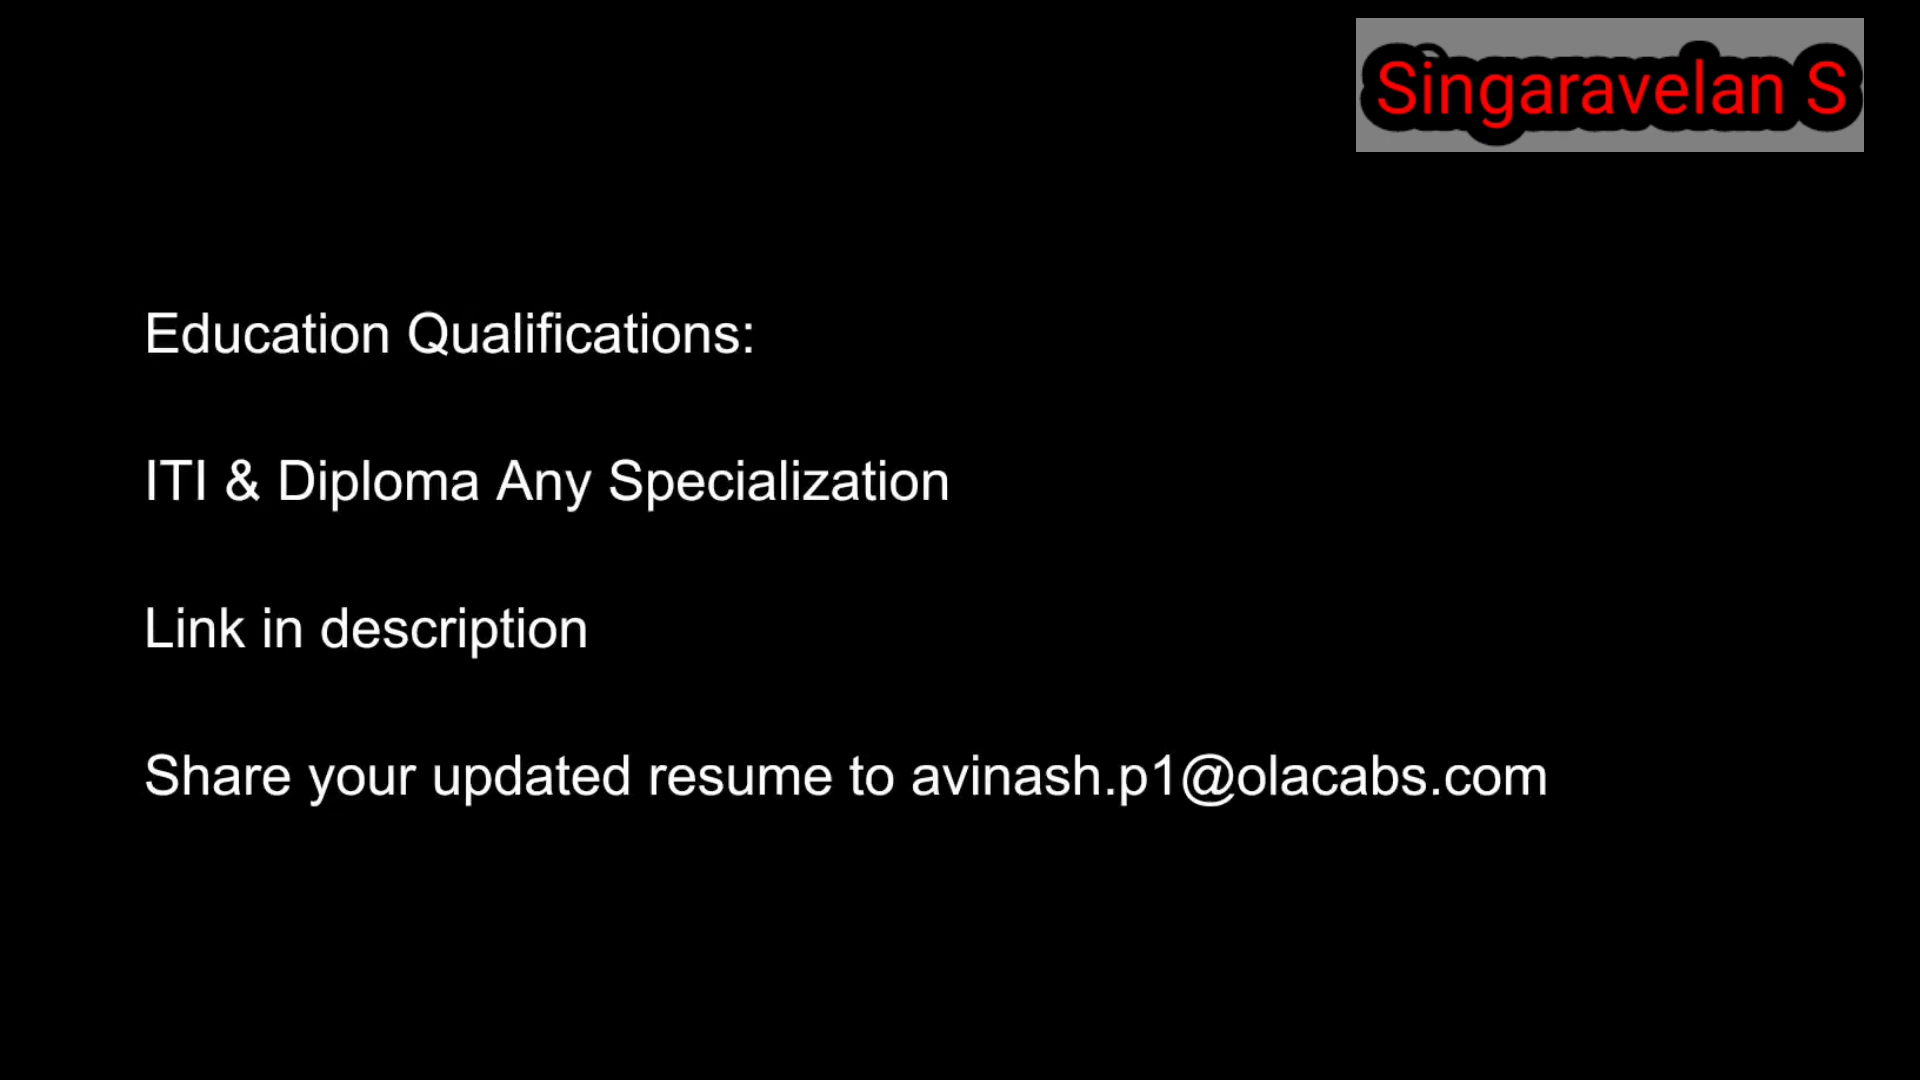 Singaravelan S
Education Qualifications:
ITI & Diploma Any Specialization
Link in description
Share your updated resume to avinash.p1@olacabs.com